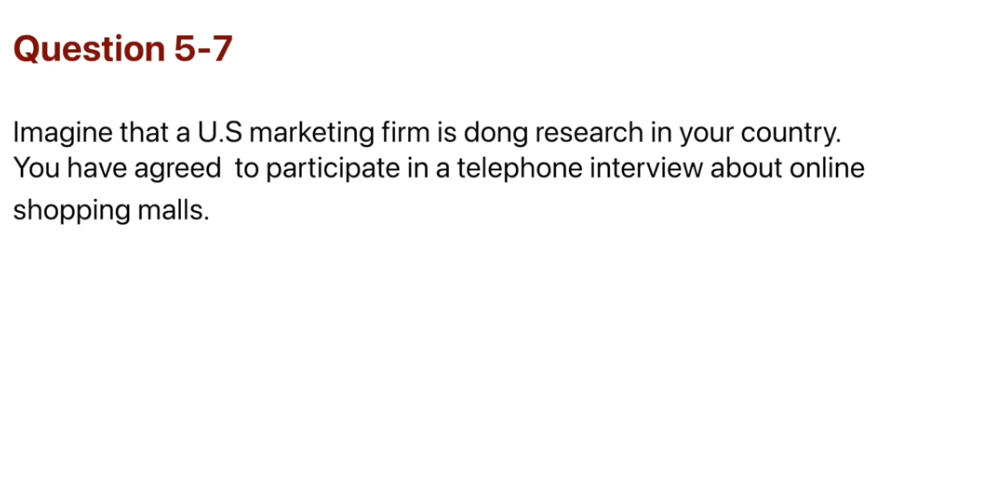 Question 5-7
Imagine that a U.S marketing firm is dong research in your country.
You have agreed  to participate in a telephone interview about online
shopping malls.